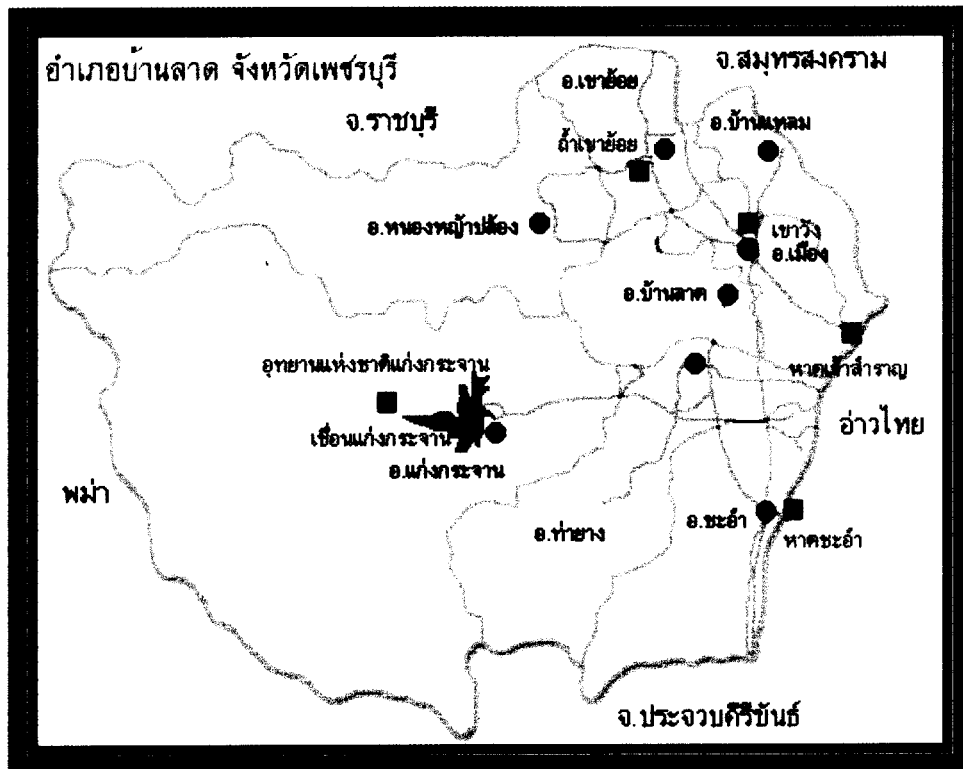 อำเภอบ้านลาด จังหวัดเพชรบุรี
จ.สมุทรสงคราม
อ.เขาย้อย
จ.ราชบุรี
อ.บ้านแหลม
ถ้ำเขาย้อย
อ.หนองหญ้าปล้อง
เขาวัง
อ.เมือง
อ.บ้านลาด
อุทยานแห่งชาติแก่งกระจาน
หาดเจ้าสำราญ
อ่าวไทย
เขื่อนแก่งกระจาน
อ.แก่งกระจาน
พม่า
อ.ท่ายาง
อ.ชะอำ
หาดชะอำ
จ.ประจวบคีรีขันธ์